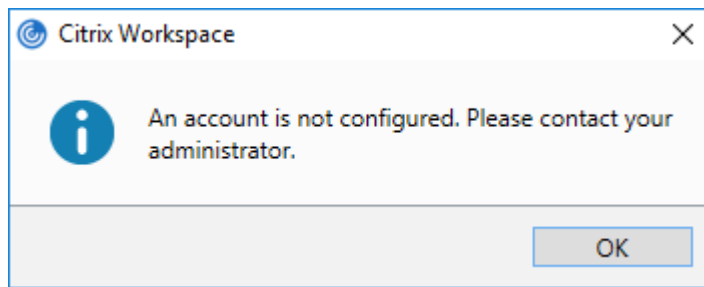 Citrix Workspace
An account is not configured. Please contact your
administrator.
OK